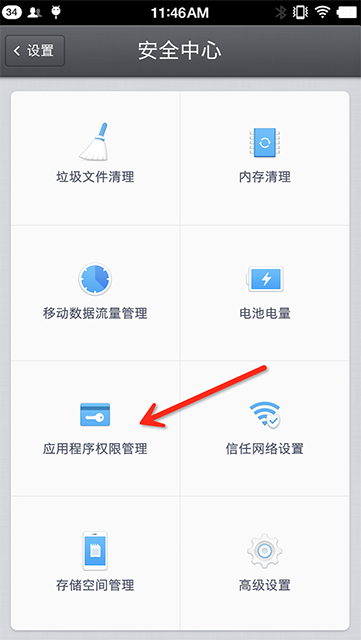 34 11:46AM
设置 安全中心
垃圾文件清理 内存清理
移动数据流量管理 电池电量
应用程序权限管理 信任网络设置
存储空间管理 高级设置